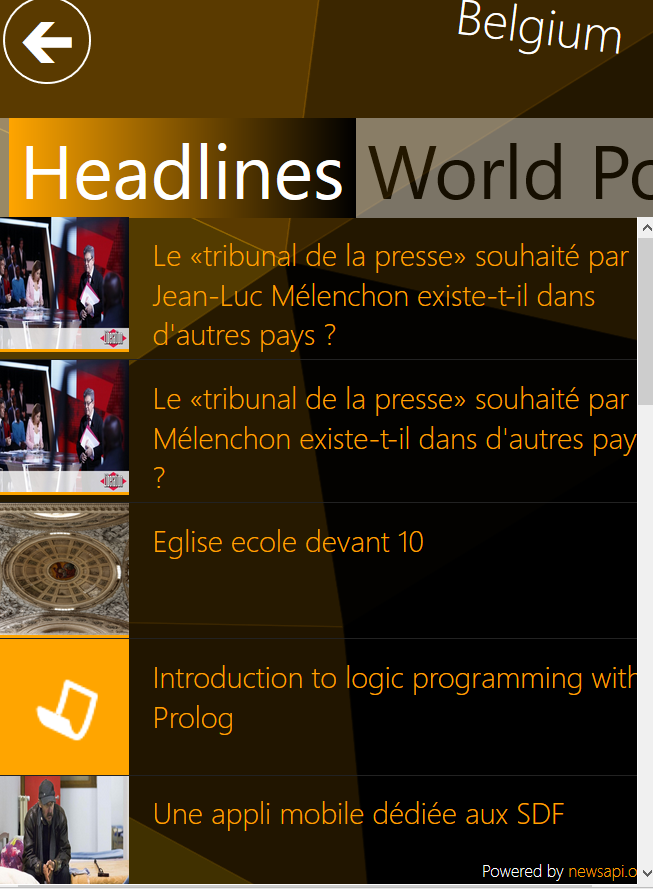 Belgium
Headlines World Po
Le «tribunal de la presse» souhaité par
Jean-Luc Mélenchon existe-t-il dans
d'autres pays ?
Le «tribunal de la presse» souhaité par
Mélenchon existe-t-il dans d'autres pay
?
Eglise ecole devant 10
Introduction to logic programming with
Prolog
Une appli mobile dédiée aux SDF
Powered by newsapi.o